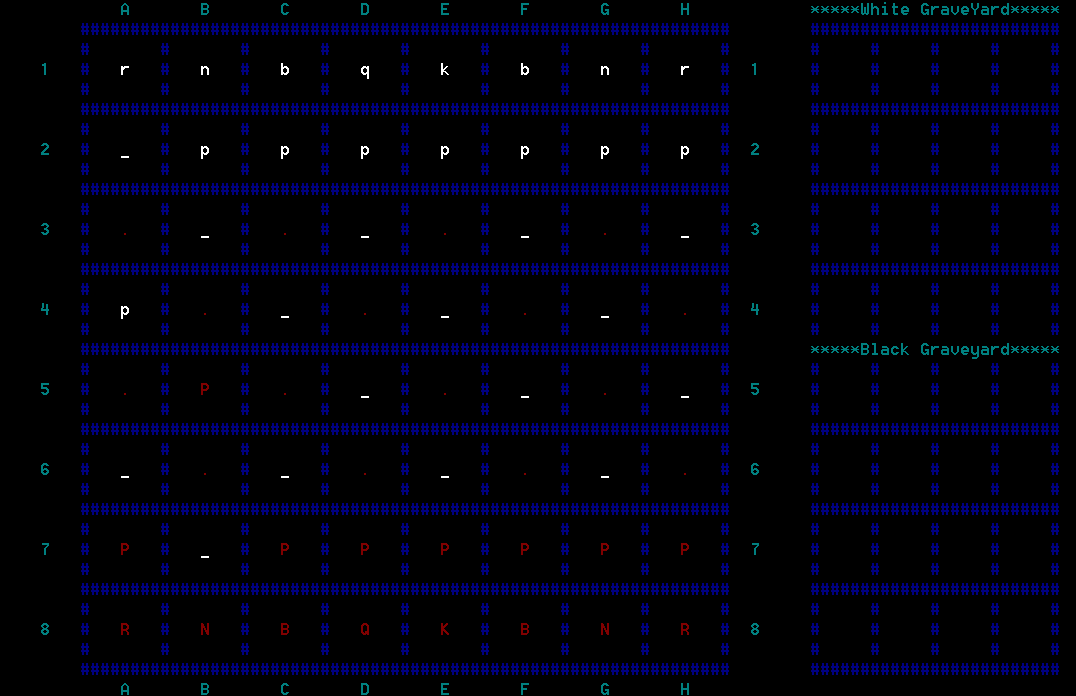 A B C D E F G H *****White GraveYard*****
1 r n b q k b n r 1
2 _ p p p p p p p 2
3 . _ . _ . _ . _ 3
4 p . _ . _ . _ . 4
*****Black Graveyard*****
5 . P . _ . _ . _ 5
6 _ . _ . _ . _ . 6
7 P _ P P P P P P 7
8 R N B Q K B N R 8
A B C D E F G H